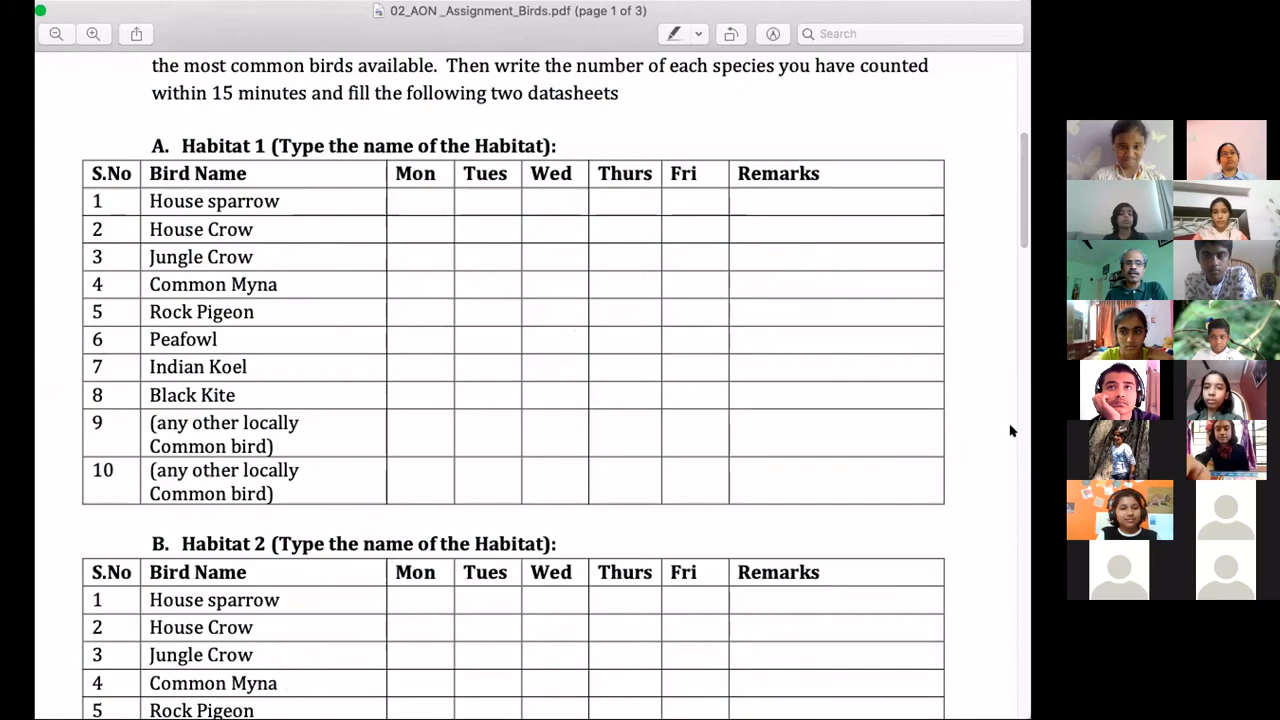 02_AON _Assignment_Birds.pdf (page 1 of 3)
Search
the most common birds available. Then write the number of each species you have counted
within 15 minutes and fill the following two datasheets
A. Habitat 1 (Type the name of the Habitat):
S.No Bird Name Mon Tues Wed Thurs Fri Remarks
1 House sparrow
2 House Crow
3 Jungle Crow
4 Common Myna
5 Rock Pigeon
6 Peafowl
7 Indian Koel
8 Black Kite
9 (any other locally
Common bird)
10 (any other locally
Common bird)
B. Habitat 2 (Type the name of the Habitat):
S.No Bird Name Mon Tues Wed Thurs Fri Remarks
1 House sparrow
2 House Crow
3 Jungle Crow
4 Common Myna
5 Rock Pigeon